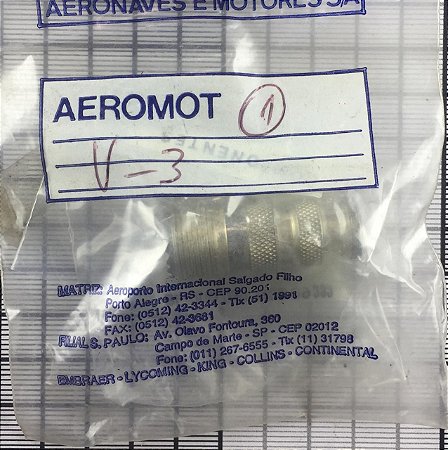 AERONAVES E MOTORES S/A
AEROMOT 1
V-3
MATRIZ: Aeroporto Internacional Salgado Filho
Porto Alegre - RS - CEP 90.201
Fone: (0512) 42-3344 - Tlx (51) 1991
FAX: (0512) 42-3681
FILIAL S. PAULO: Av. Olavo Fontoura, 360
Campo de Marte - SP - CEP 02012
Fone: (011) 267-6555 - Tlx (11) 31798
EMBRAER - LYCOMING - KING - COLLINS - CONTINENTAL